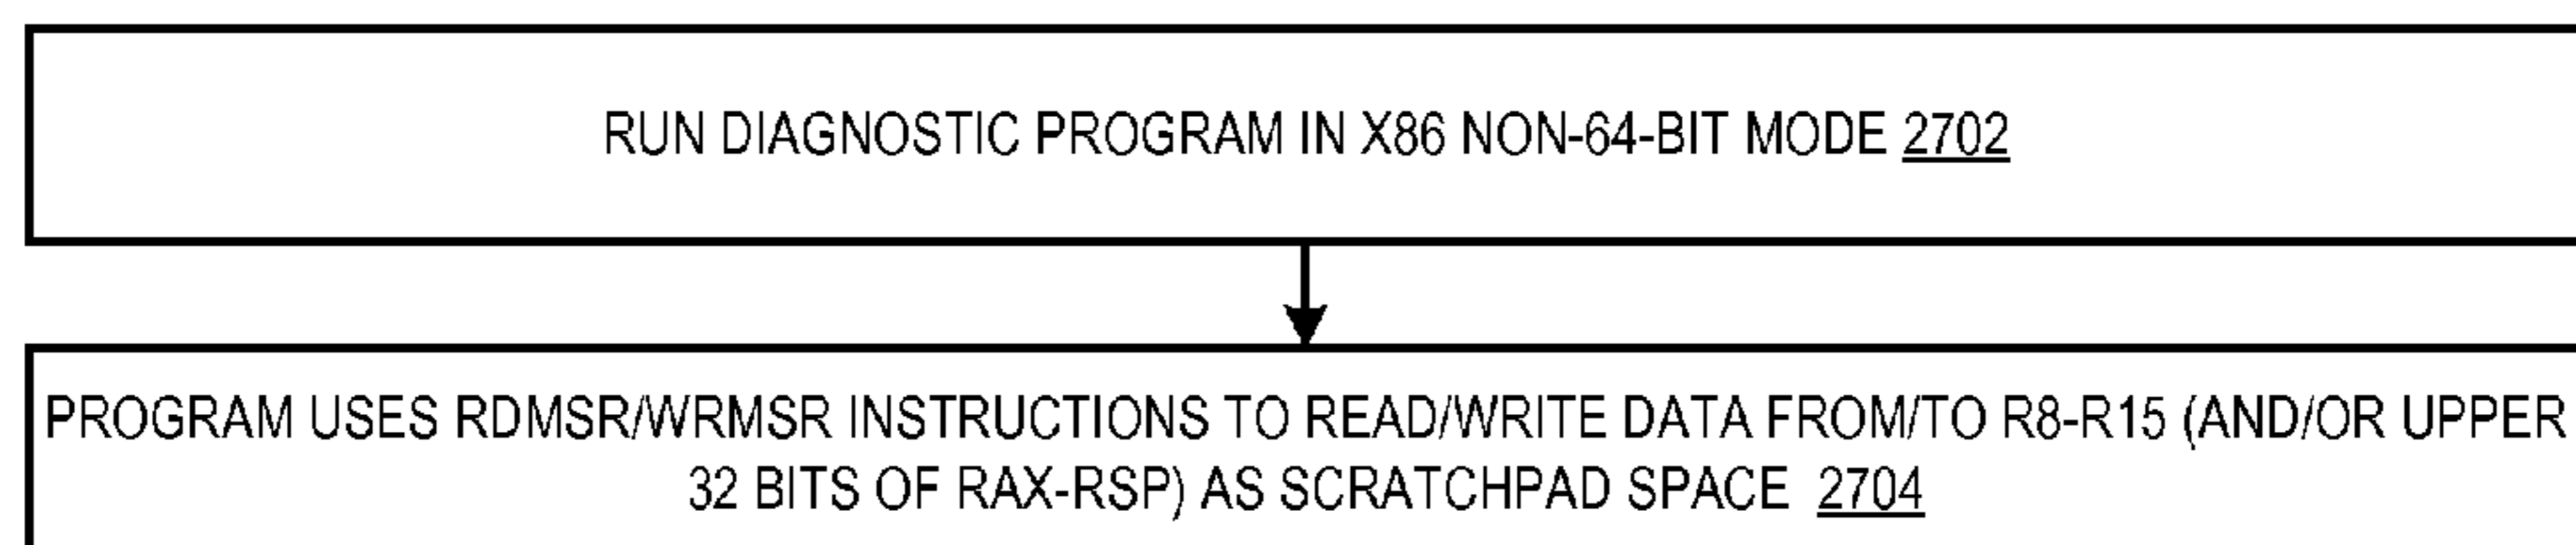 RUN DIAGNOSTIC PROGRAM IN X86 NON-64-BIT MODE 2702
PROGRAM USES RDMSR/WRMSR INSTRUCTIONS TO READ/WRITE DATA FROM/TO R8-R15 (AND/OR UPPER
32 BITS OF RAX-RSP) AS SCRATCHPAD SPACE 2704